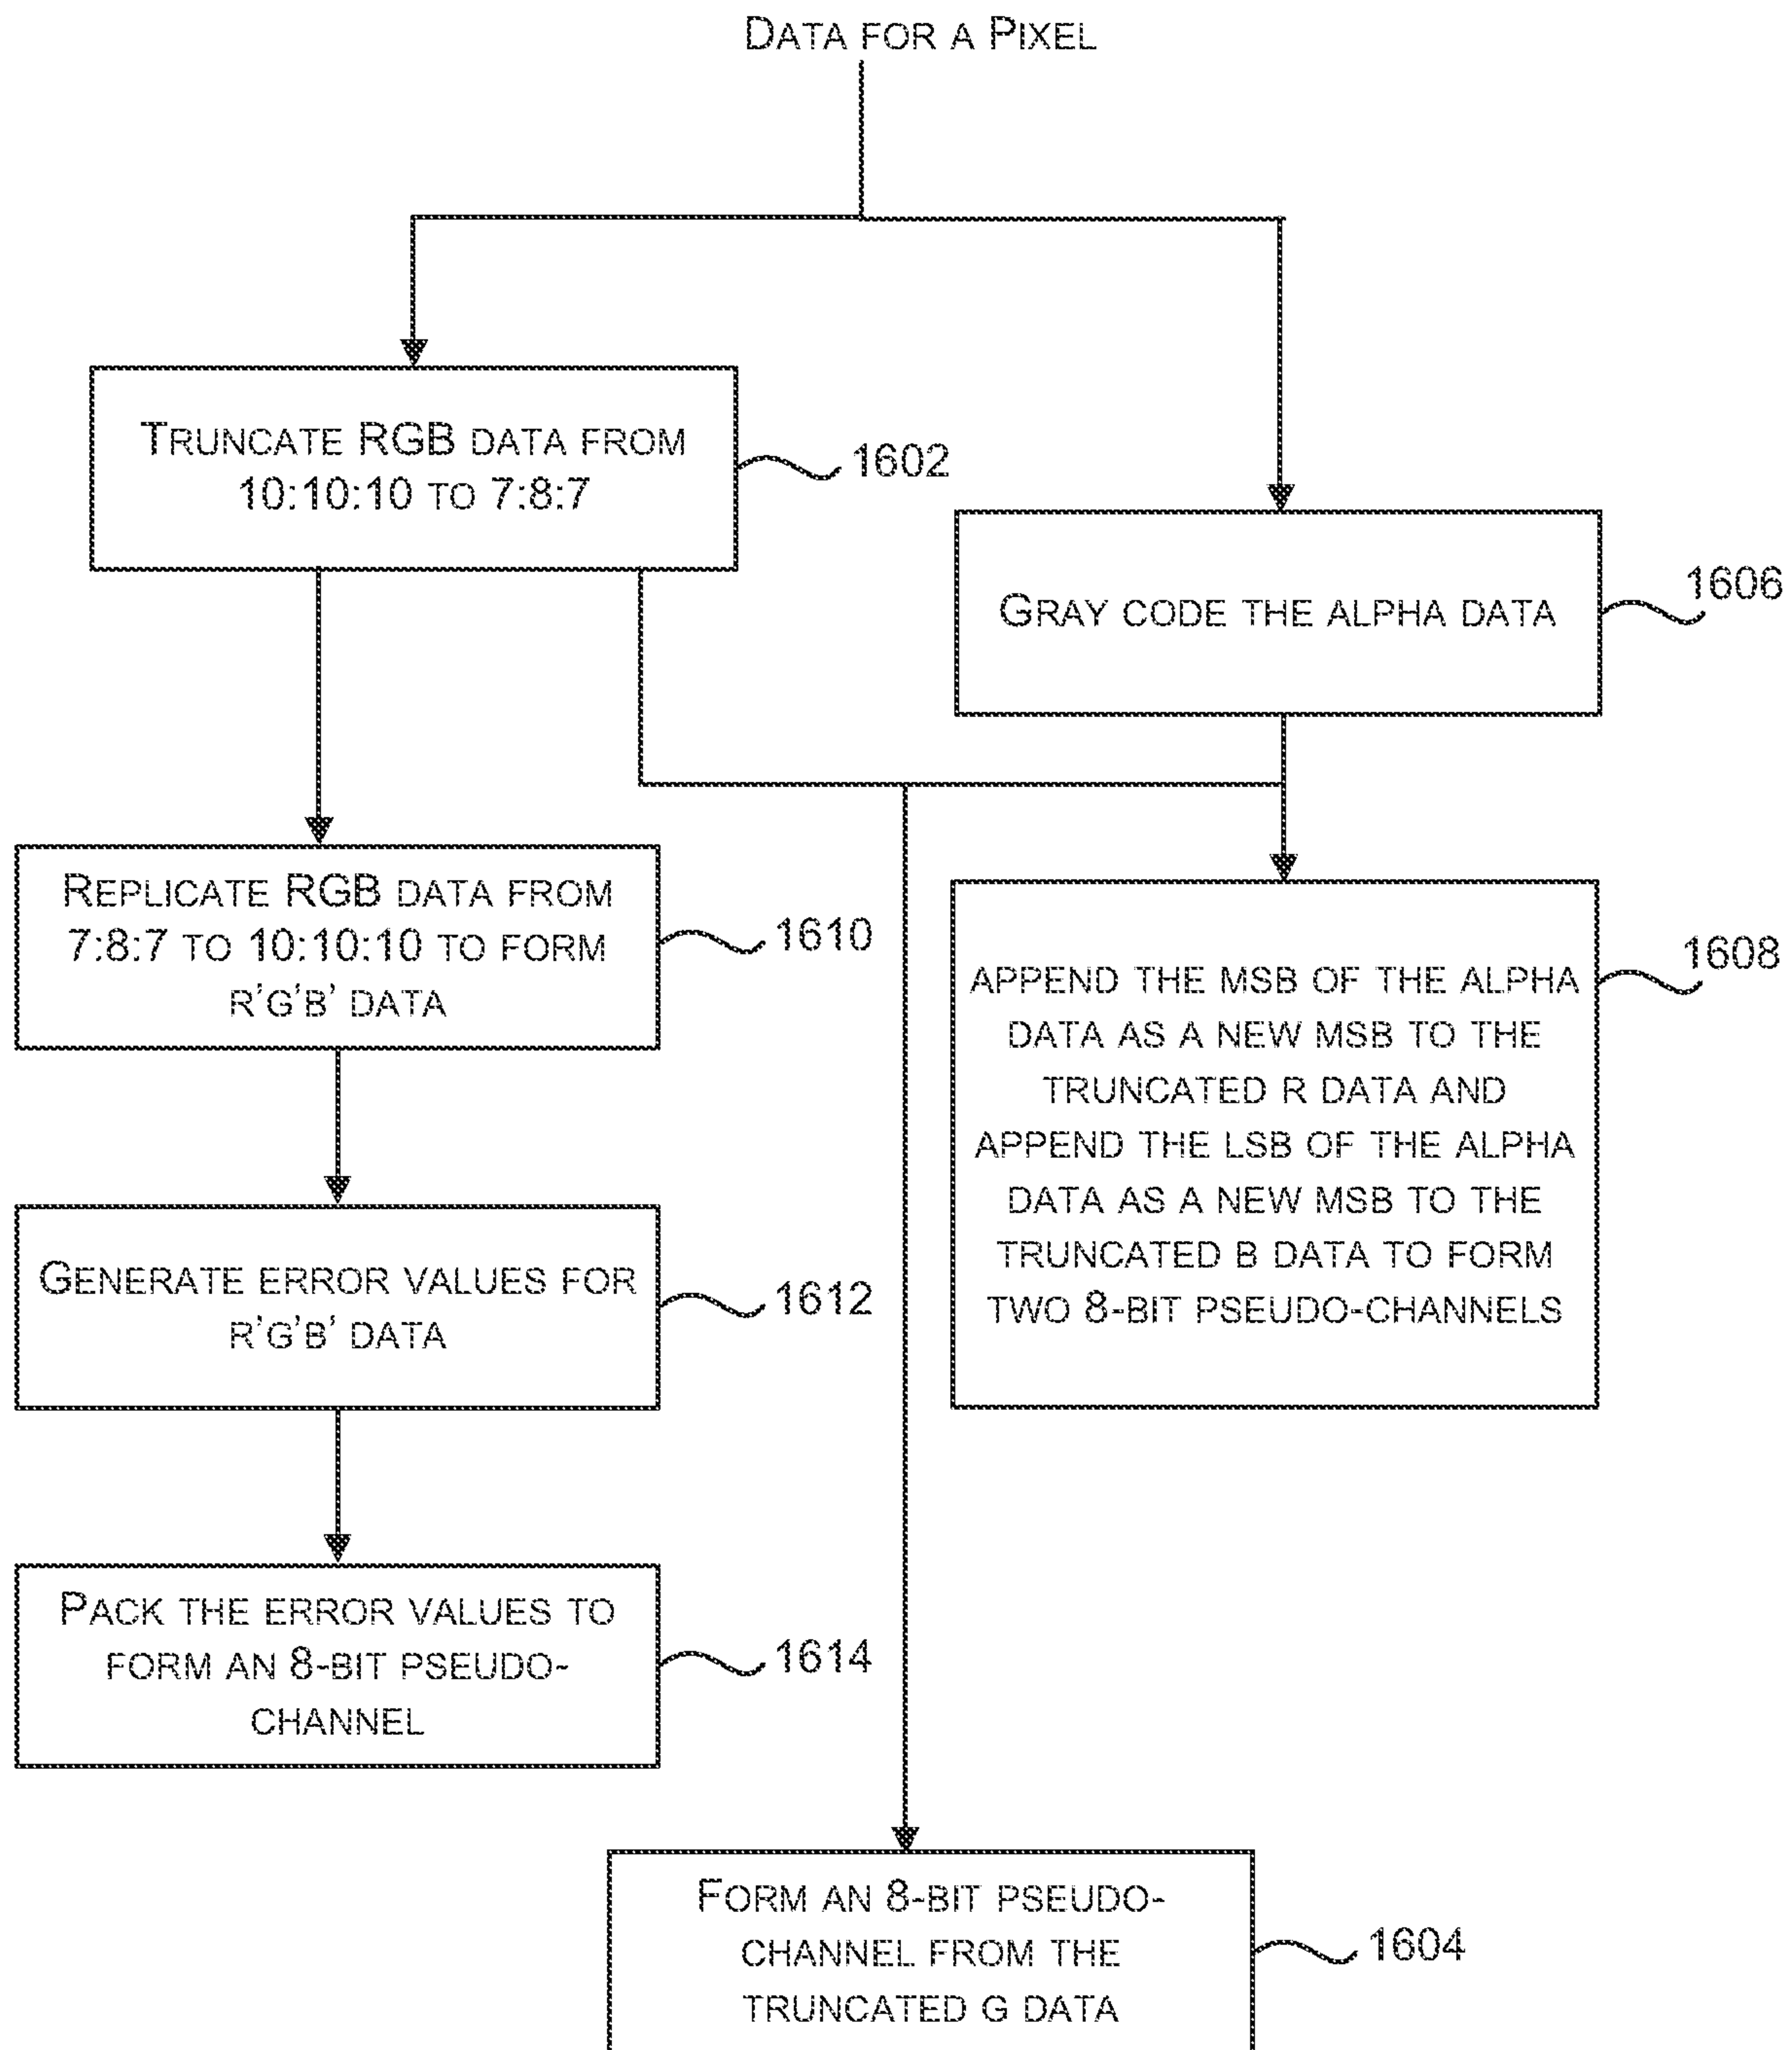 Data for a Pixel
Truncate RGB data from
10:10:10 to 7:8:7
1602
Gray code the alpha data
1606
Replicate RGB data from
7:8:7 to 10:10:10 to form
r'g'b' data
1610
append the msb of the alpha
data as a new msb to the
truncated r data and
append the lsb of the alpha
data as a new msb to the
truncated b data to form
two 8-bit pseudo-channels
1608
Generate error values for
r'g'b' data
1612
Pack the error values to
form an 8-bit pseudo-
channel
1614
Form an 8-bit pseudo-
channel from the
truncated g data
1604